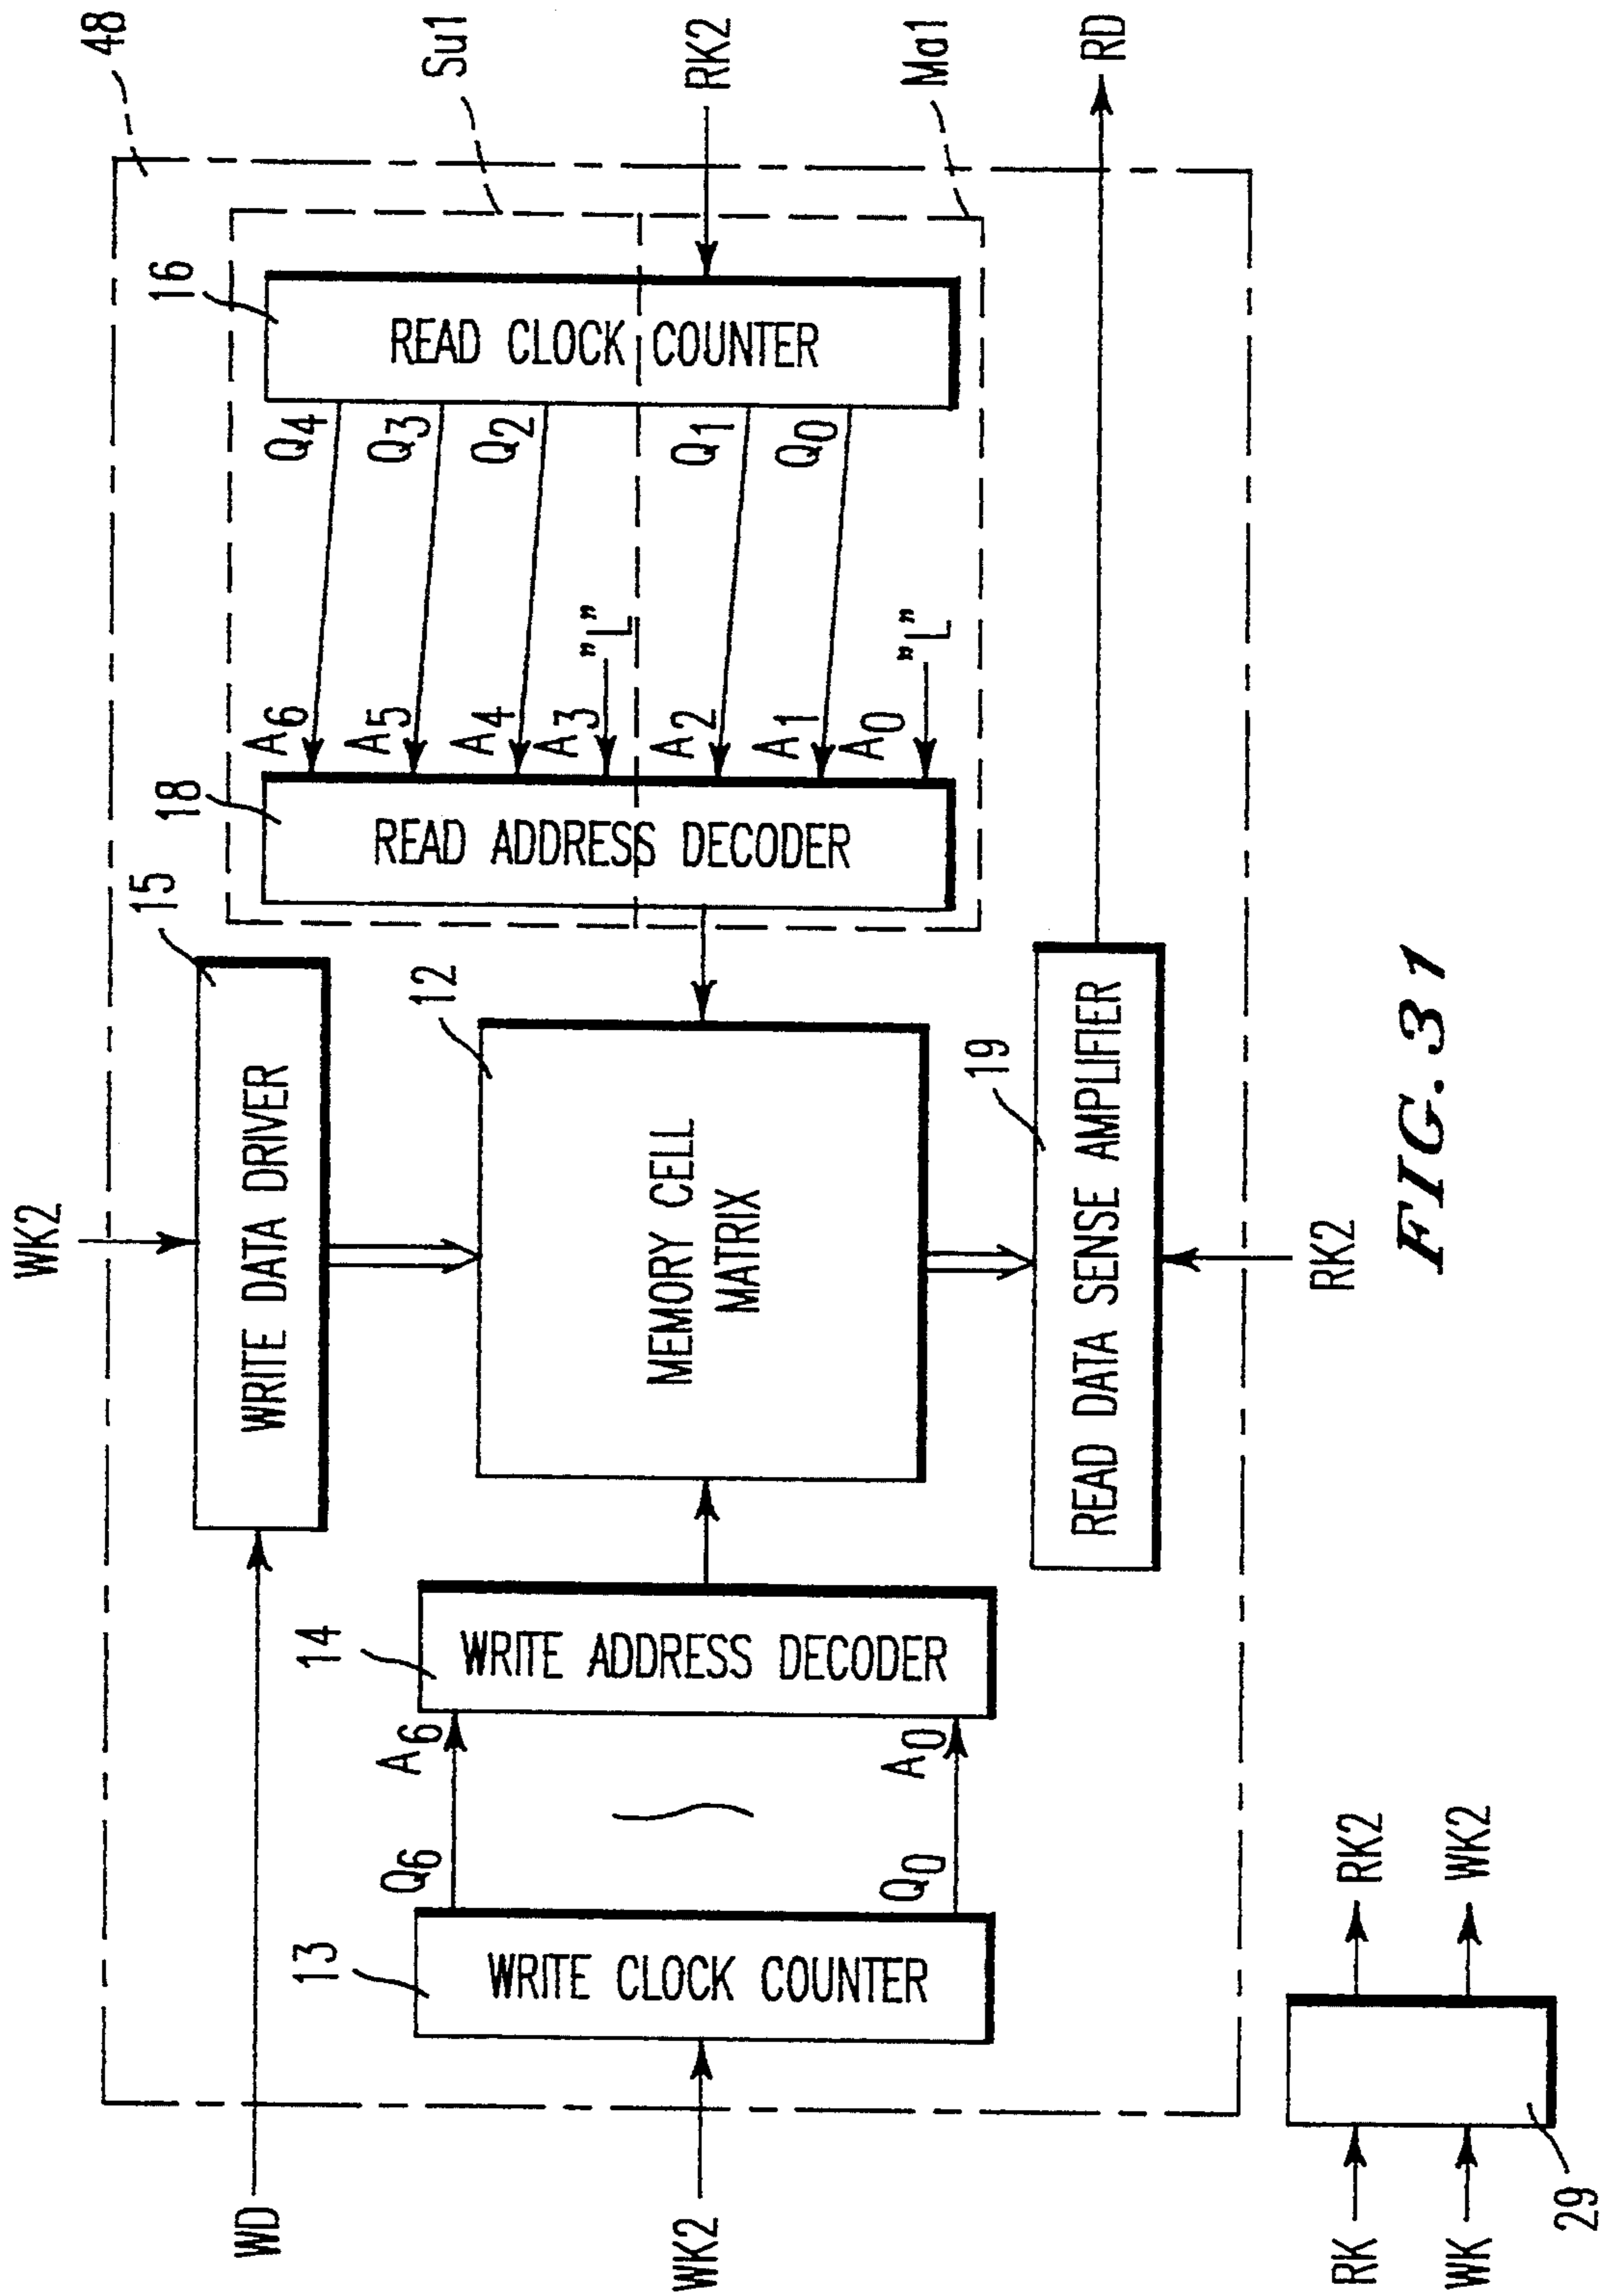 48
Su1
RK2
Ma1
RD
16
READ CLOCK COUNTER
Q4
Q3
Q2
Q1
Q0
A6
A5
A4
A3
"L"
A2
A1
A0
"L"
18
READ ADDRESS DECODER
WK2
15
WRITE DATA DRIVER
12
MEMORY CELL
MATRIX
19
READ DATA SENSE AMPLIFIER
RK2
14
WRITE ADDRESS DECODER
A6
A0
Q6
Q0
13
WRITE CLOCK COUNTER
WD
WK2
RK2
WK2
29
RK
WK
FIG. 31